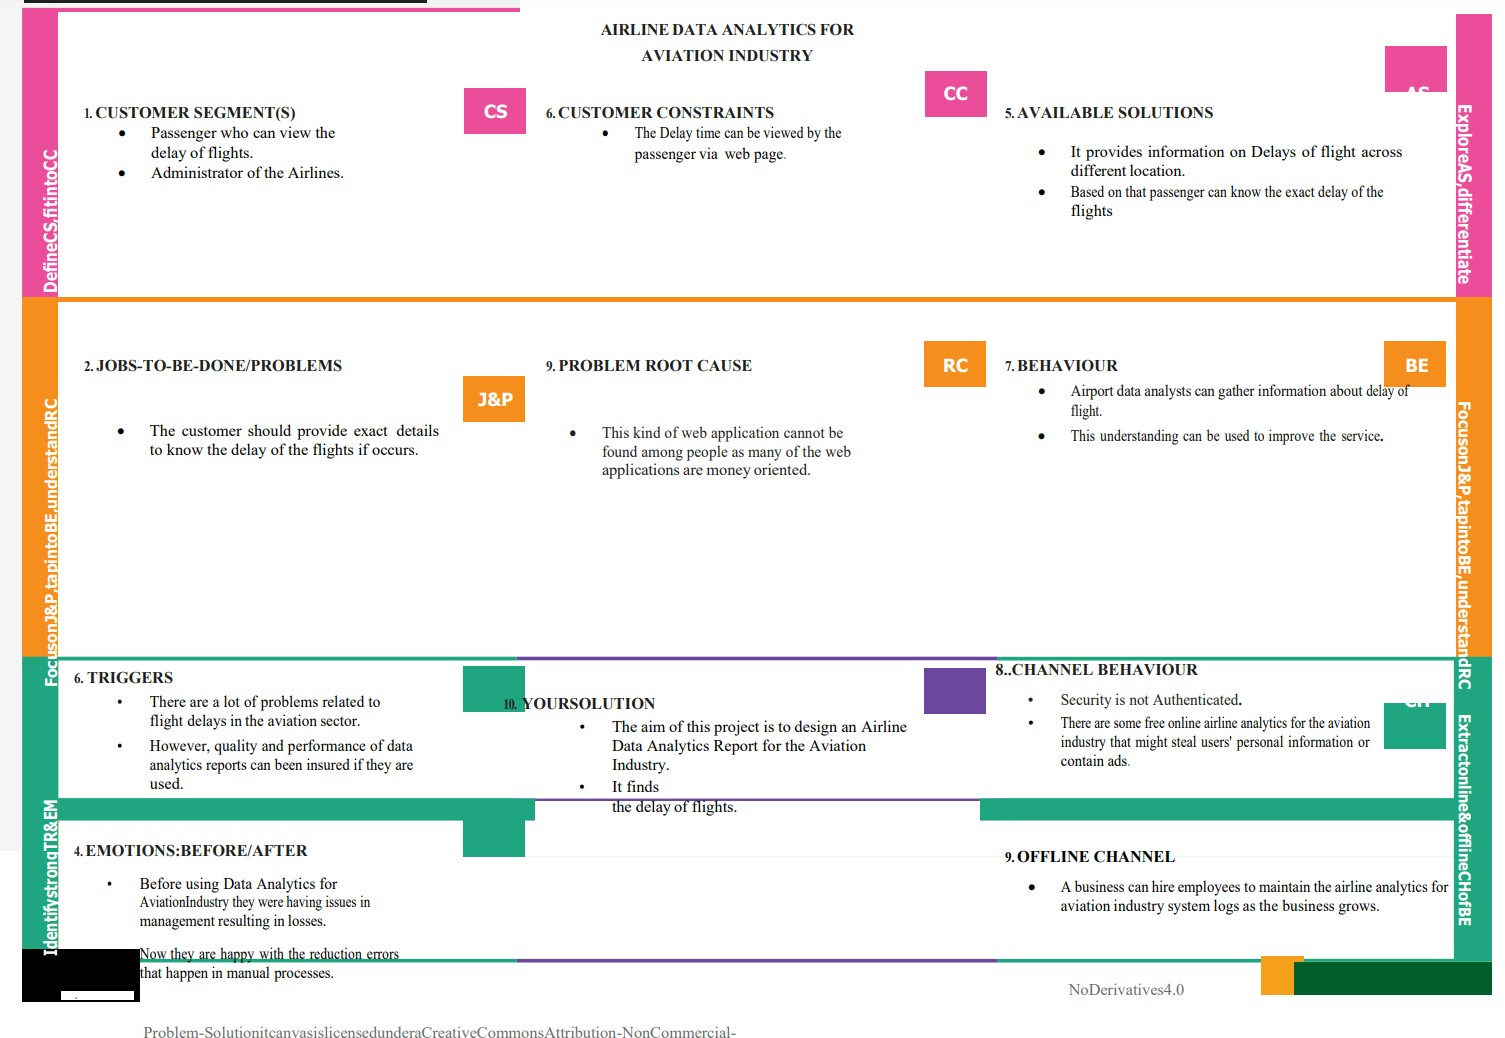 AIRLINE DATA ANALYTICS FOR
AVIATION INDUSTRY
DefineCS,fitintoCC
1. CUSTOMER SEGMENT(S)
CS
• Passenger who can view the
delay of flights.
• Administrator of the Airlines.
6. CUSTOMER CONSTRAINTS
CC
• The Delay time can be viewed by the
passenger via web page.
5. AVAILABLE SOLUTIONS
AS
• It provides information on Delays of flight across
different location.
• Based on that passenger can know the exact delay of the
flights
ExploreAS,differentiate
FocusonJ&P,tapintoBE,understandRC
2. JOBS-TO-BE-DONE/PROBLEMS
J&P
• The customer should provide exact details
to know the delay of the flights if occurs.
9. PROBLEM ROOT CAUSE
RC
• This kind of web application cannot be
found among people as many of the web
applications are money oriented.
7. BEHAVIOUR
BE
• Airport data analysts can gather information about delay of
flight.
• This understanding can be used to improve the service.
FocusonJ&P,tapintoBE,understandRC
IdentifystrongTR&EM
6. TRIGGERS
• There are a lot of problems related to
flight delays in the aviation sector.
• However, quality and performance of data
analytics reports can been insured if they are
used.
10. YOURSOLUTION
• The aim of this project is to design an Airline
Data Analytics Report for the Aviation
Industry.
• It finds
the delay of flights.
8..CHANNEL BEHAVIOUR
CH
• Security is not Authenticated.
• There are some free online airline analytics for the aviation
industry that might steal users' personal information or
contain ads.
Extractonline&offlineCHofBE
4. EMOTIONS:BEFORE/AFTER
• Before using Data Analytics for
AviationIndustry they were having issues in
management resulting in losses.
Now they are happy with the reduction errors
that happen in manual processes.
9. OFFLINE CHANNEL
• A business can hire employees to maintain the airline analytics for
aviation industry system logs as the business grows.
NoDerivatives4.0
Problem-SolutionitcanvasislicensedunderaCreativeCommonsAttribution-NonCommercial-